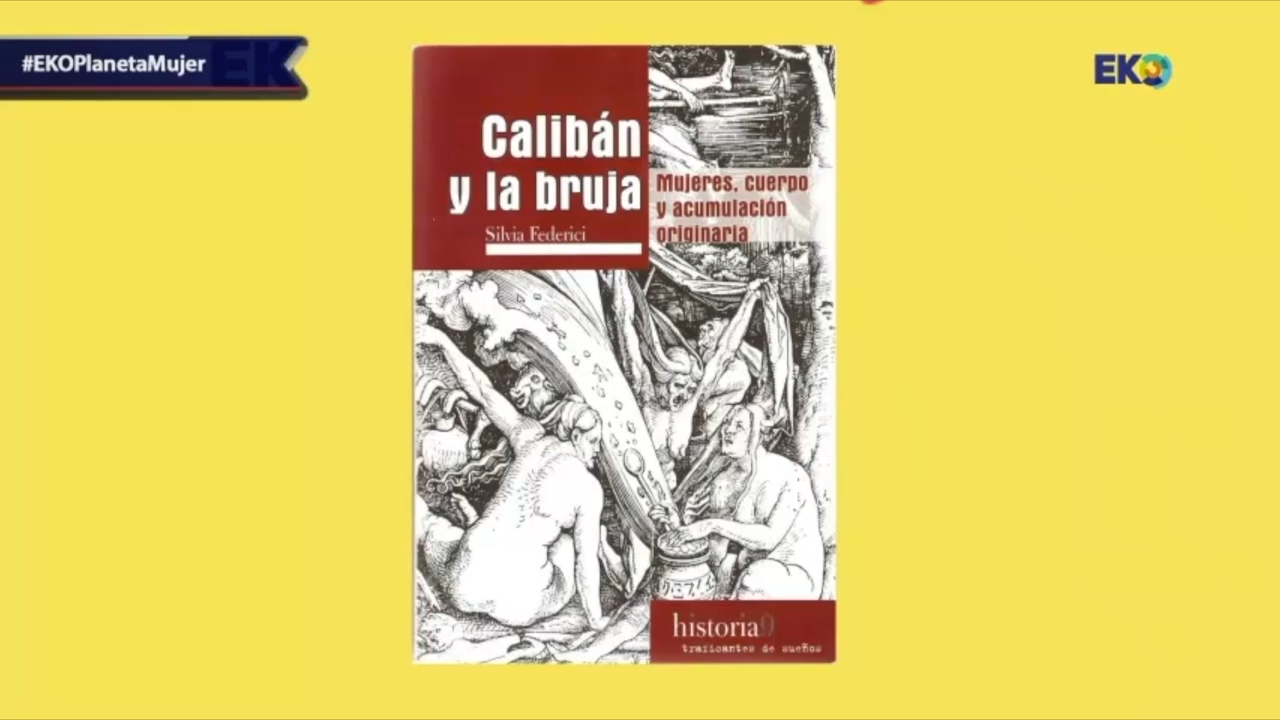 #EKOPlanetaMujer
EKO
Calibán
y la bruja
Silvia Federici
Mujeres, cuerpo
y acumulación
originaria
historia9
traficantes de sueños